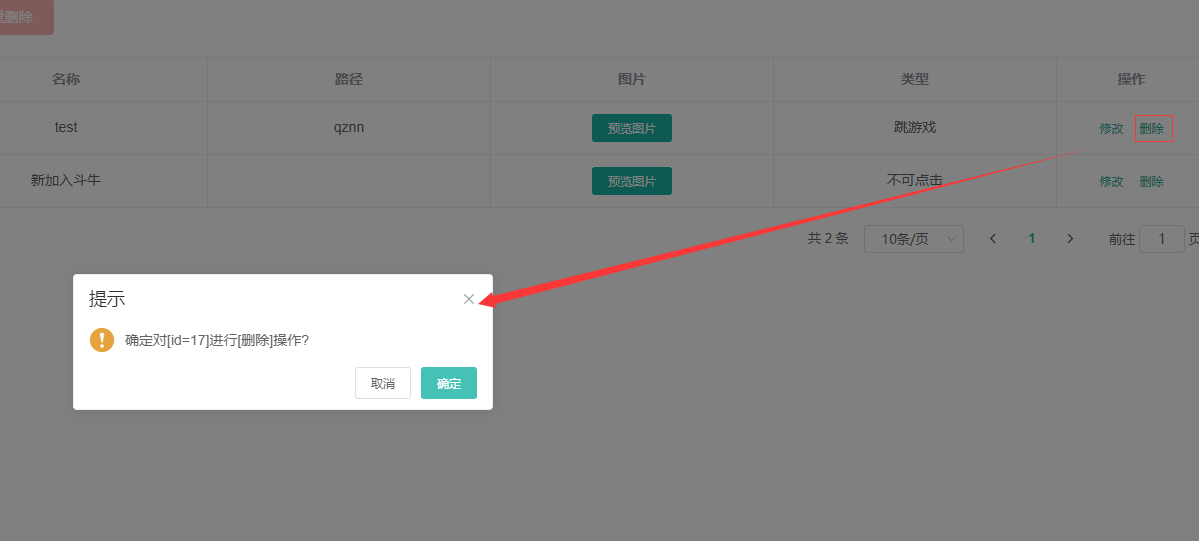 删除
名称 路径 图片 类型 操作
test qznn 预览图片 跳游戏 修改 删除
新加入斗牛 预览图片 不可点击 修改 删除
共 2 条 10条/页 1 前往 1 页
提示
确定对[id=17]进行[删除]操作?
取消 确定